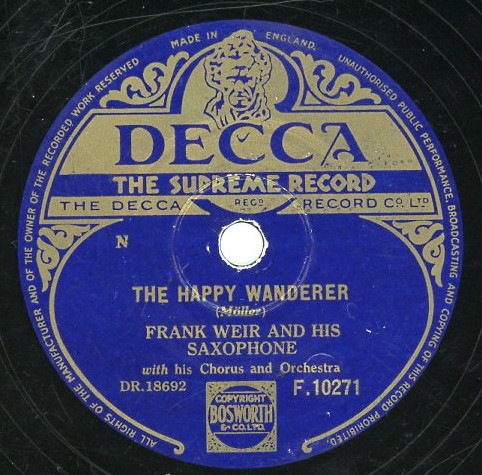 MADE IN ENGLAND.
ALL RIGHTS OF THE MANUFACTURER AND OF THE OWNER OF THE RECORDED WORK RESERVED
UNAUTHORISED PUBLIC PERFORMANCE, BROADCASTING AND COPYING OF THIS RECORD PROHIBITED.
DECCA
THE SUPREME RECORD
THE DECCA REGD RECORD CO. LTD
N
THE HAPPY WANDERER
(Möller)
FRANK WEIR AND HIS
SAXOPHONE
with his Chorus and Orchestra
DR.18692 F.10271
COPYRIGHT
BOSWORTH
& CO. LTD.